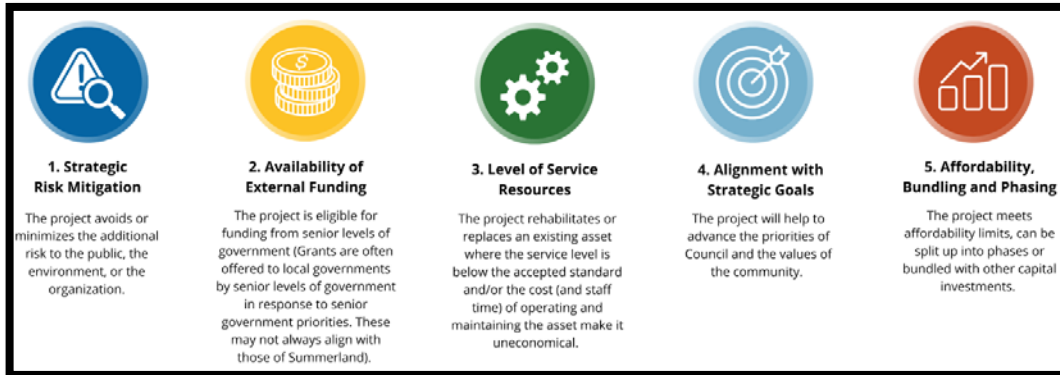 $
1. Strategic
Risk Mitigation
The project avoids or
minimizes the additional
risk to the public, the
environment, or the
organization.
2. Availability of
External Funding
The project is eligible for
funding from senior levels of
government (Grants are often
offered to local governments
by senior levels of government
in response to senior
government priorities. These
may not always align with
those of Summerland).
3. Level of Service
Resources
The project rehabilitates or
replaces an existing asset
where the service level is
below the accepted standard
and/or the cost (and staff
time) of operating and
maintaining the asset make it
uneconomical.
4. Alignment with
Strategic Goals
The project will help to
advance the priorities of
Council and the values of
the community.
5. Affordability,
Bundling and Phasing
The project meets
affordability limits, can be
split up into phases or
bundled with other capital
investments.